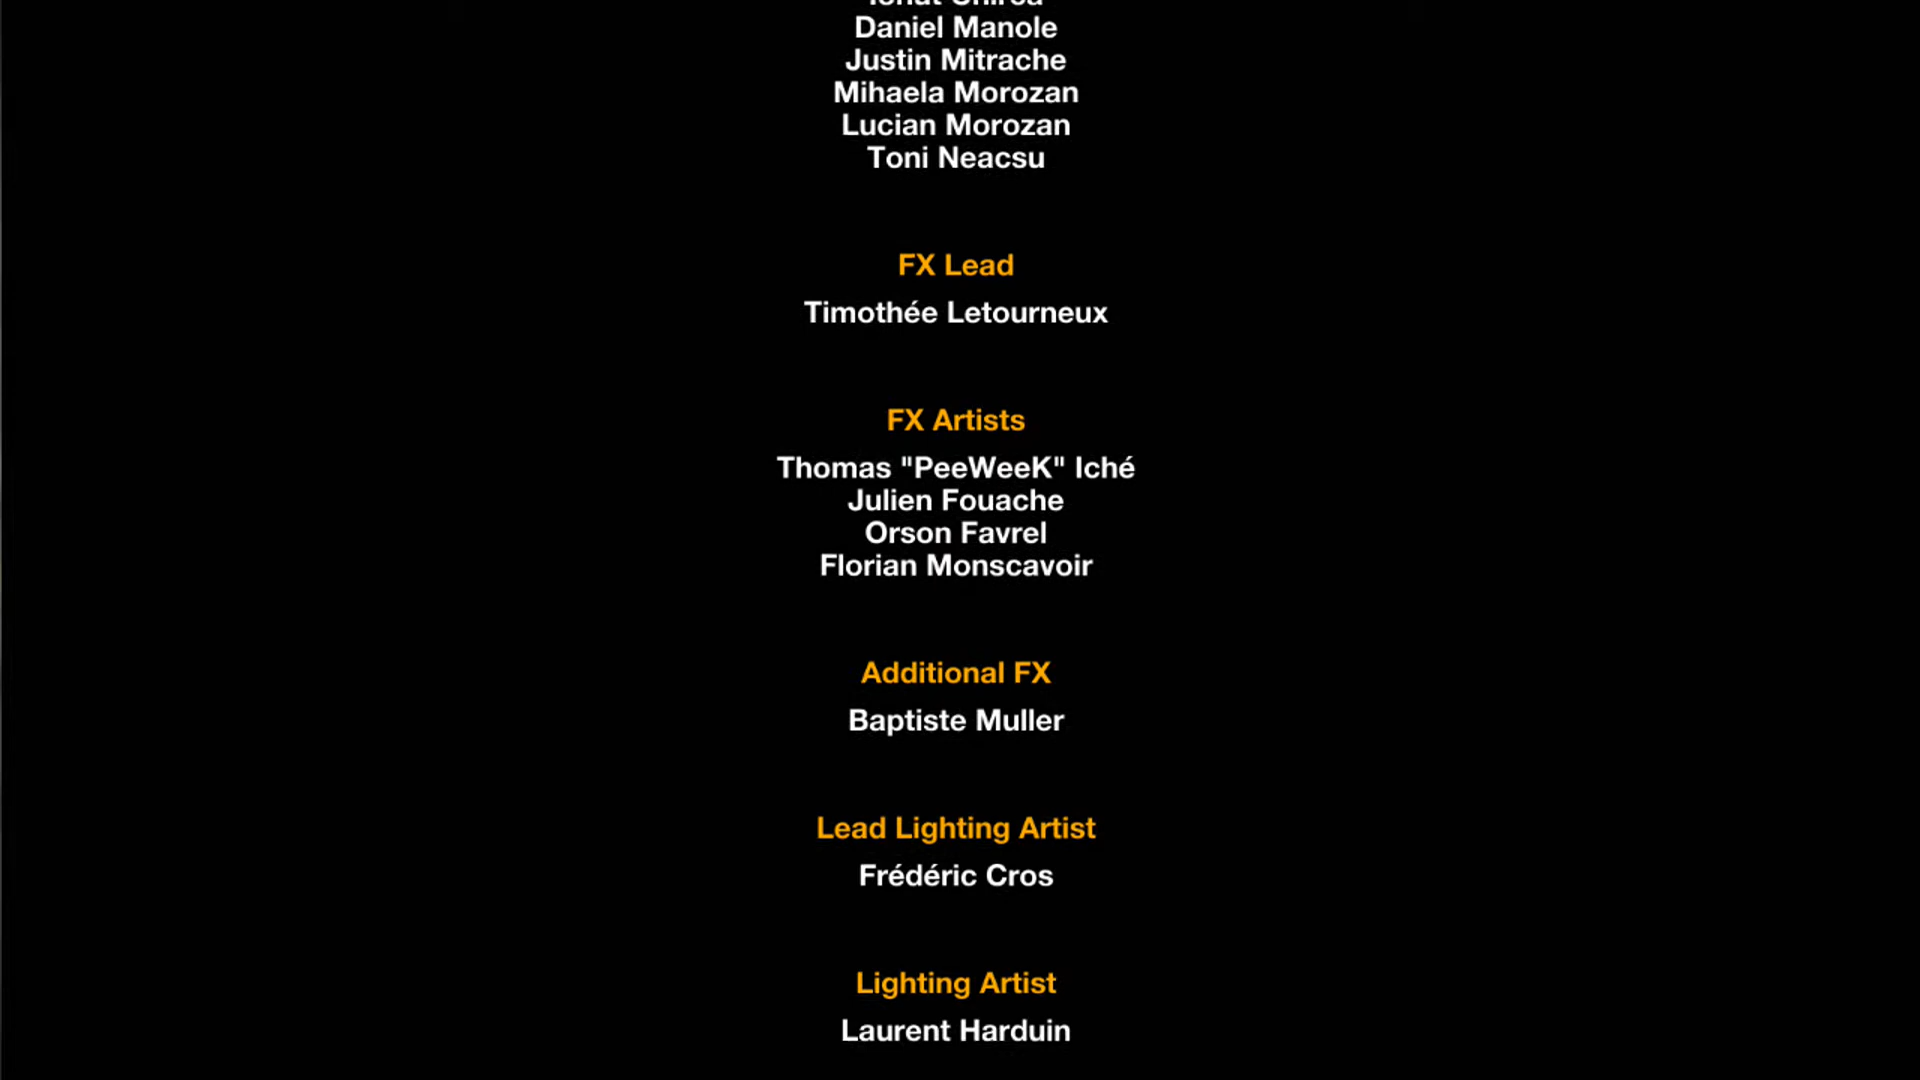 Daniel Manole
Justin Mitrache
Mihaela Morozan
Lucian Morozan
Toni Neacsu
FX Lead
Timothée Letourneux
FX Artists
Thomas "PeeWeeK" Iché
Julien Fouache
Orson Favrel
Florian Monscavoir
Additional FX
Baptiste Muller
Lead Lighting Artist
Frédéric Cros
Lighting Artist
Laurent Harduin